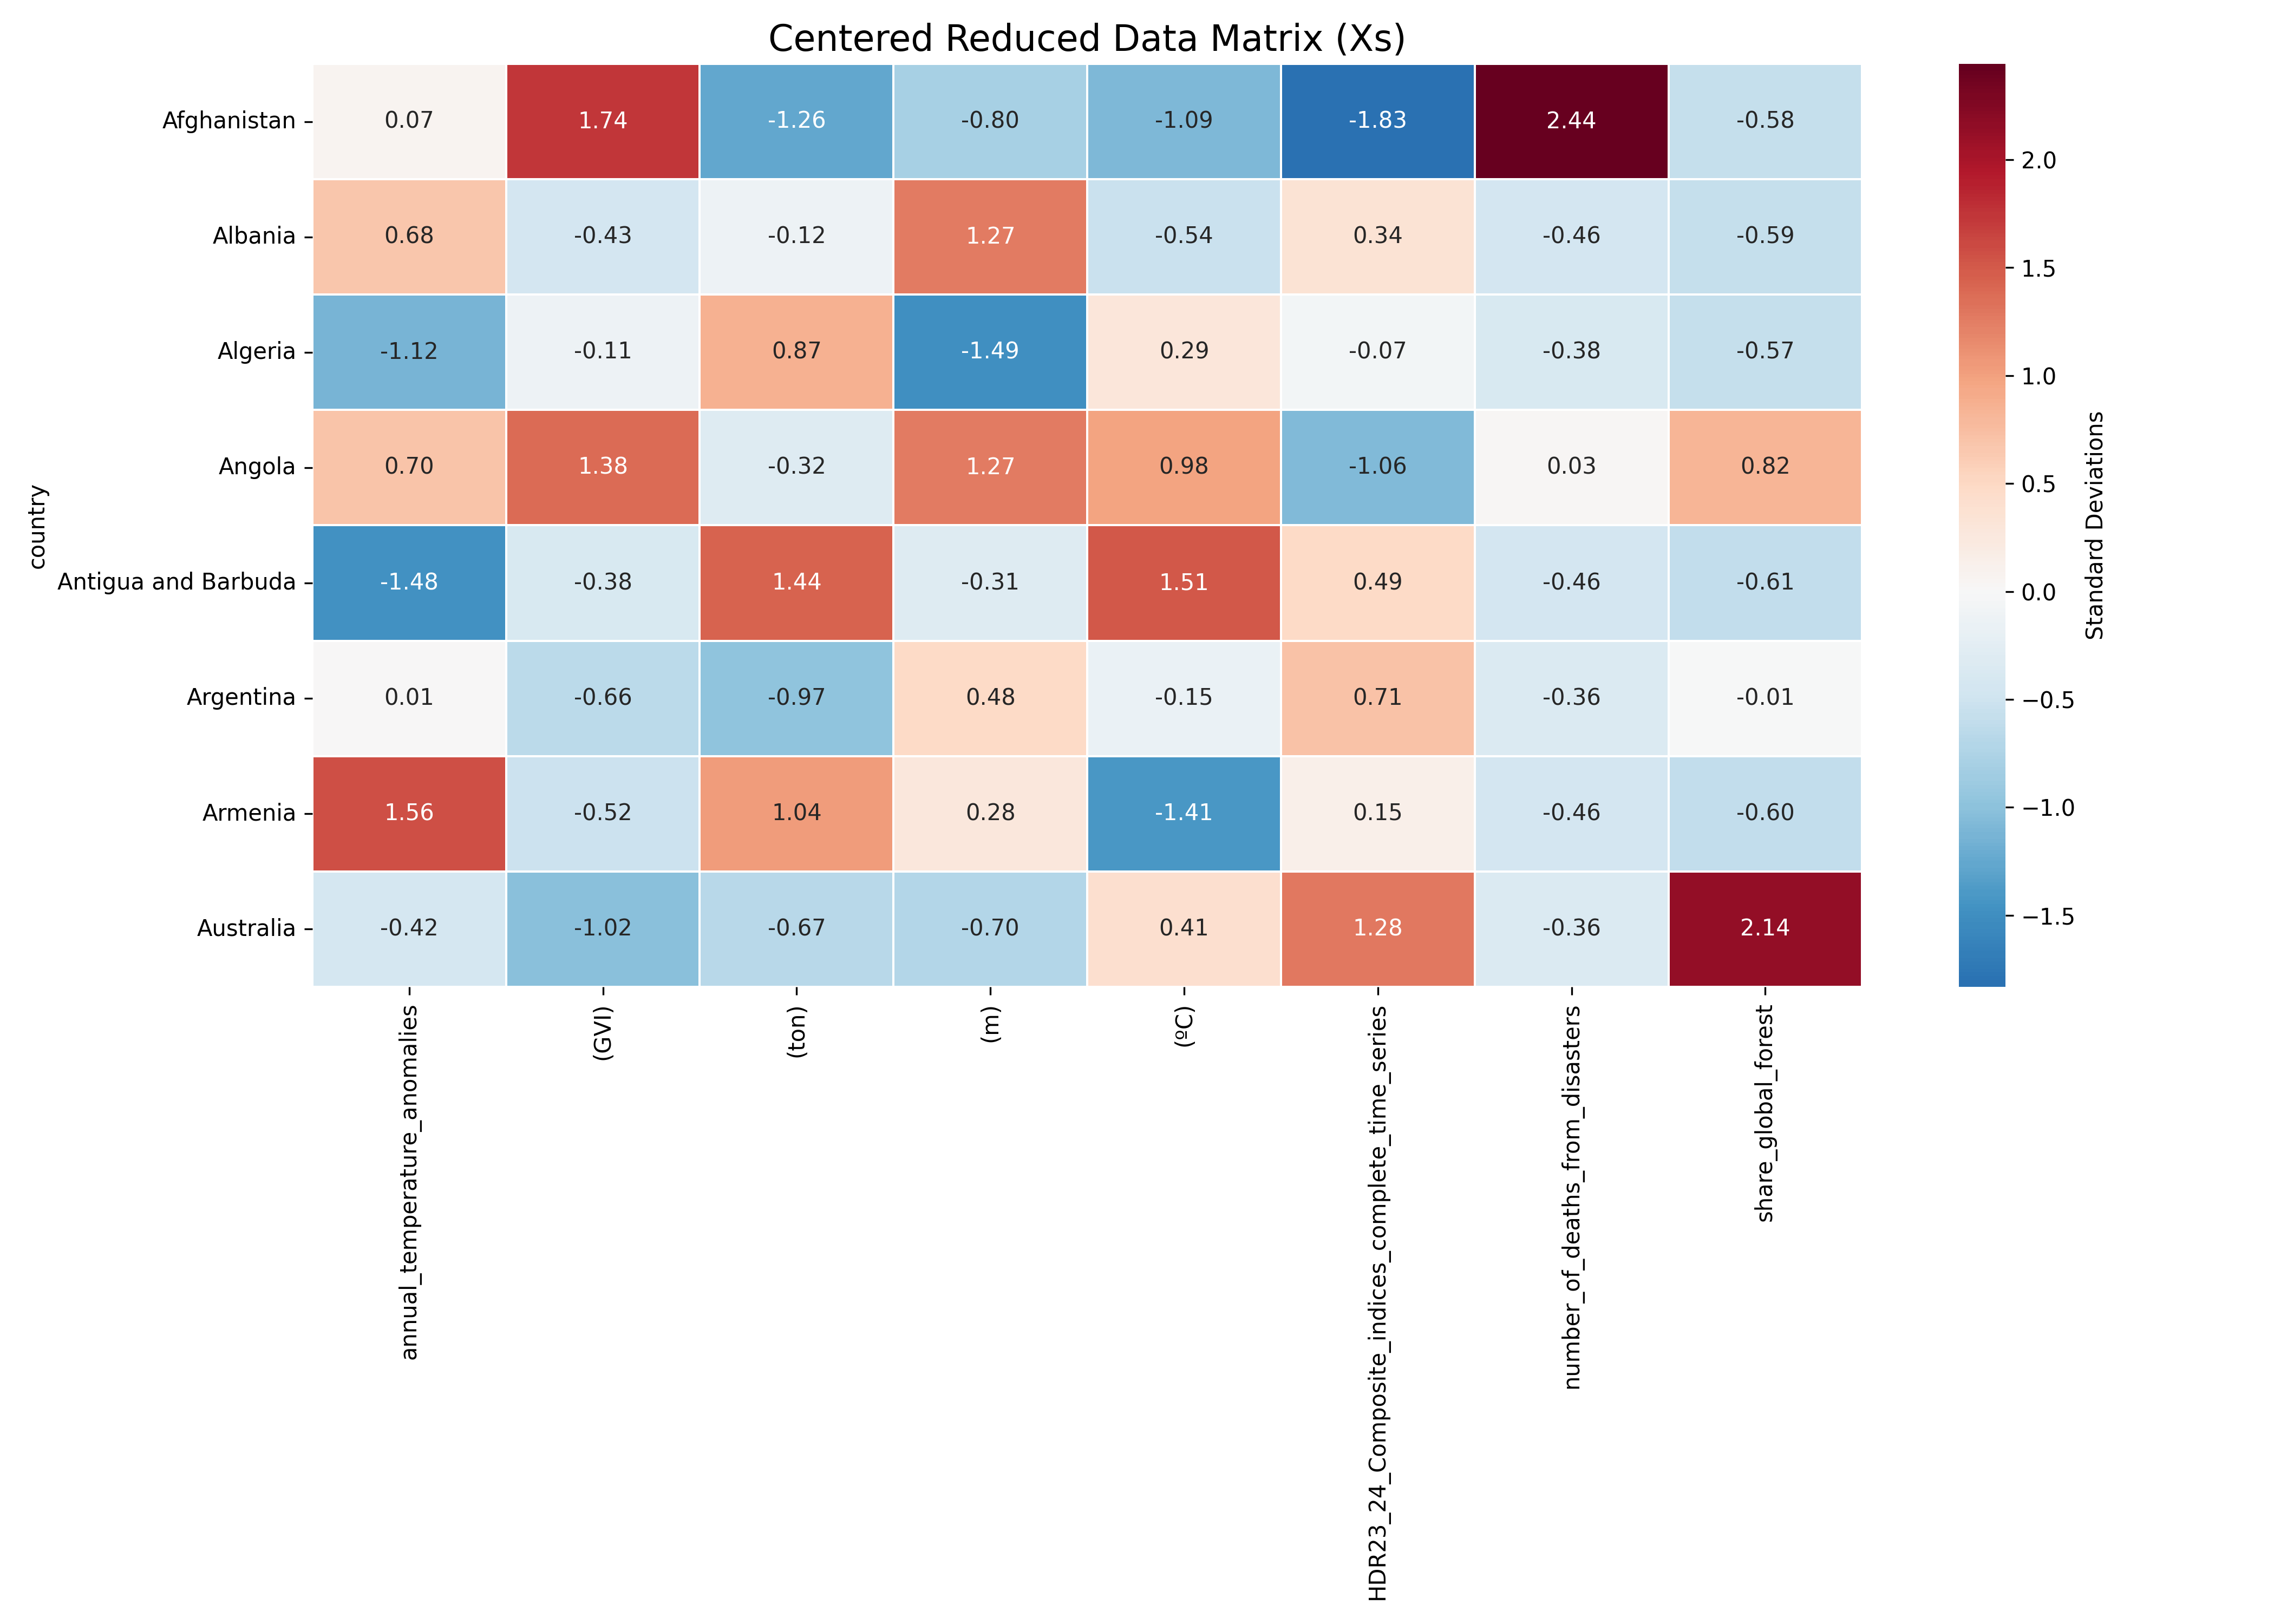 Centered Reduced Data Matrix (Xs)
country
Afghanistan 0.07 1.74 -1.26 -0.80 -1.09 -1.83 2.44 -0.58
Albania 0.68 -0.43 -0.12 1.27 -0.54 0.34 -0.46 -0.59
Algeria -1.12 -0.11 0.87 -1.49 0.29 -0.07 -0.38 -0.57
Angola 0.70 1.38 -0.32 1.27 0.98 -1.06 0.03 0.82
Antigua and Barbuda -1.48 -0.38 1.44 -0.31 1.51 0.49 -0.46 -0.61
Argentina 0.01 -0.66 -0.97 0.48 -0.15 0.71 -0.36 -0.01
Armenia 1.56 -0.52 1.04 0.28 -1.41 0.15 -0.46 -0.60
Australia -0.42 -1.02 -0.67 -0.70 0.41 1.28 -0.36 2.14
annual_temperature_anomalies
(GVI)
(ton)
(m)
(ºC)
HDR23_24_Composite_indices_complete_time_series
number_of_deaths_from_disasters
share_global_forest
2.0
1.5
1.0
0.5
0.0
−0.5
−1.0
−1.5
Standard Deviations